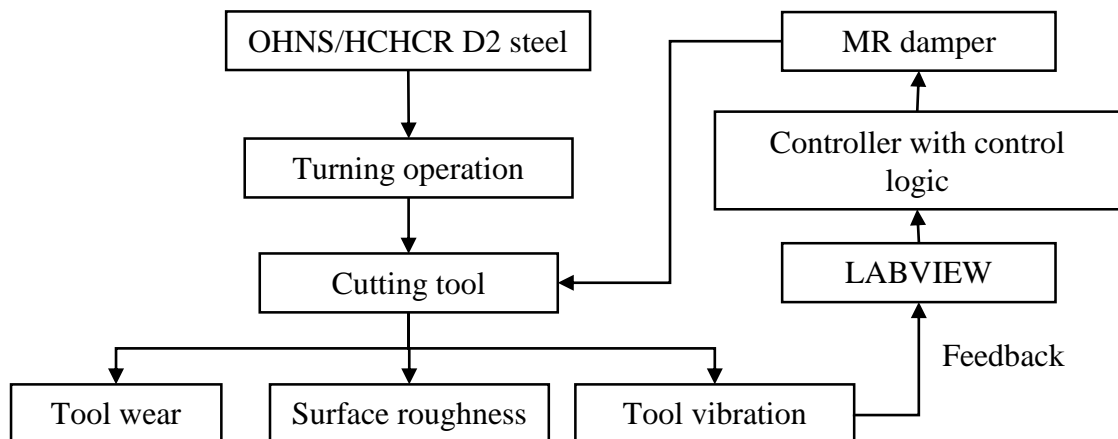 OHNS/HCHCR D2 steel
MR damper
Turning operation
Controller with control
logic
Cutting tool
LABVIEW
Feedback
Tool wear
Surface roughness
Tool vibration